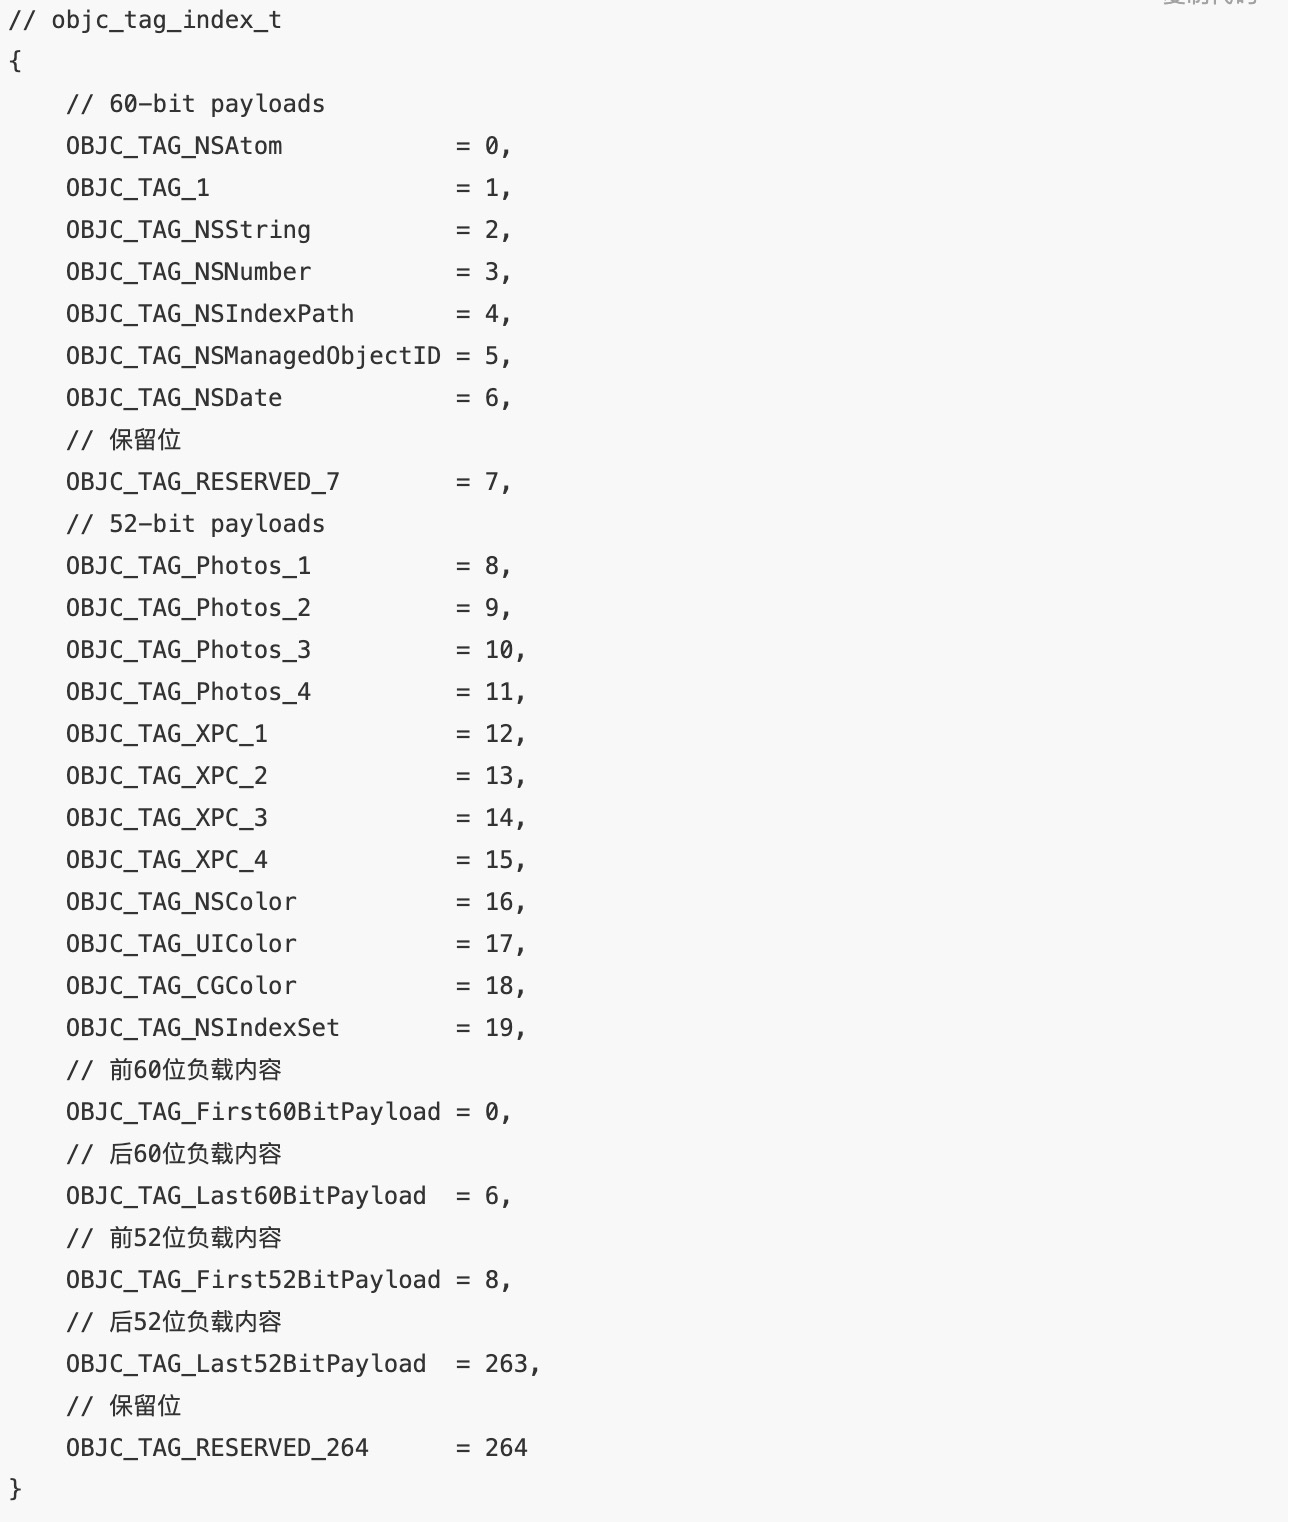 // objc_tag_index_t
{
    // 60-bit payloads
    OBJC_TAG_NSAtom            = 0,
    OBJC_TAG_1                 = 1,
    OBJC_TAG_NSString          = 2,
    OBJC_TAG_NSNumber          = 3,
    OBJC_TAG_NSIndexPath       = 4,
    OBJC_TAG_NSManagedObjectID = 5,
    OBJC_TAG_NSDate            = 6,
    // 保留位
    OBJC_TAG_RESERVED_7        = 7,
    // 52-bit payloads
    OBJC_TAG_Photos_1          = 8,
    OBJC_TAG_Photos_2          = 9,
    OBJC_TAG_Photos_3          = 10,
    OBJC_TAG_Photos_4          = 11,
    OBJC_TAG_XPC_1             = 12,
    OBJC_TAG_XPC_2             = 13,
    OBJC_TAG_XPC_3             = 14,
    OBJC_TAG_XPC_4             = 15,
    OBJC_TAG_NSColor           = 16,
    OBJC_TAG_UIColor           = 17,
    OBJC_TAG_CGColor           = 18,
    OBJC_TAG_NSIndexSet        = 19,
    // 前60位负载内容
    OBJC_TAG_First60BitPayload = 0,
    // 后60位负载内容
    OBJC_TAG_Last60BitPayload  = 6,
    // 前52位负载内容
    OBJC_TAG_First52BitPayload = 8,
    // 后52位负载内容
    OBJC_TAG_Last52BitPayload  = 263,
    // 保留位
    OBJC_TAG_RESERVED_264      = 264
}